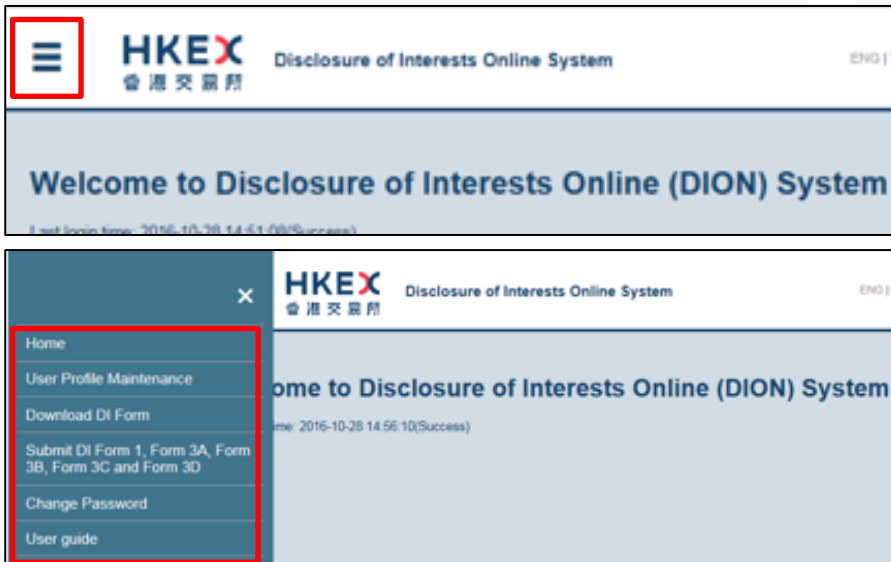 HKEX
香港交易所
Disclosure of Interests Online System
ENG |
Welcome to Disclosure of Interests Online (DION) System
Last login time: 2016-10-28 14:51:08(Success)
×
HKEX
香港交易所
Disclosure of Interests Online System
ENG |
Home
User Profile Maintenance
Download DI Form
Submit DI Form 1, Form 3A, Form
3B, Form 3C and Form 3D
Change Password
User guide
ome to Disclosure of Interests Online (DION) System
ime: 2016-10-28 14:56:10(Success)